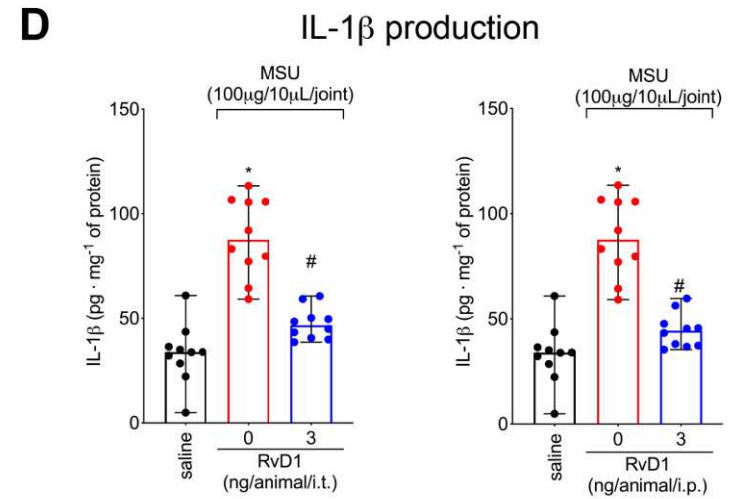 D
IL-1β production
MSU
(100μg/10μL/joint)
IL-1β (pg · mg⁻¹ of protein)
150
100
50
0
*
#
saline
0
3
RvD1
(ng/animal/i.t.)
MSU
(100μg/10μL/joint)
IL-1β (pg · mg⁻¹ of protein)
150
100
50
0
*
#
saline
0
3
RvD1
(ng/animal/i.p.)